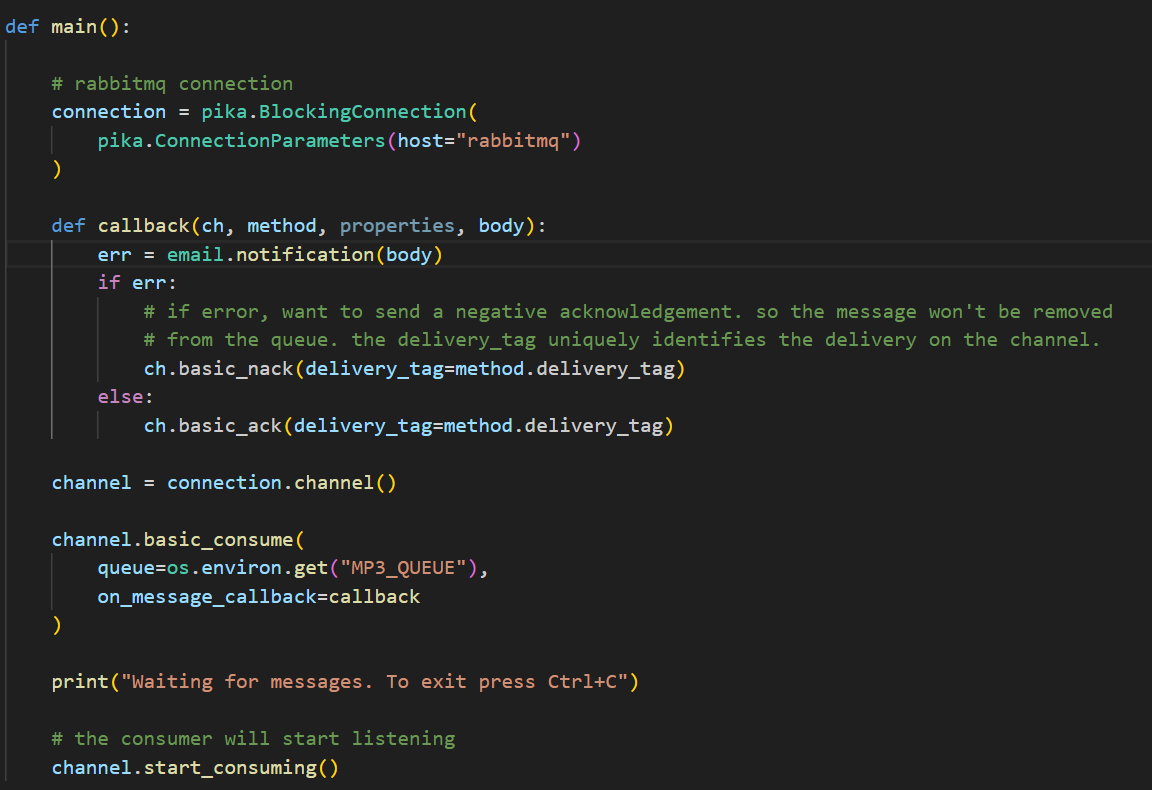 def main():
    # rabbitmq connection
    connection = pika.BlockingConnection(
        pika.ConnectionParameters(host="rabbitmq")
    )
    def callback(ch, method, properties, body):
        err = email.notification(body)
        if err:
            # if error, want to send a negative acknowledgement. so the message won't be removed
            # from the queue. the delivery_tag uniquely identifies the delivery on the channel.
            ch.basic_nack(delivery_tag=method.delivery_tag)
        else:
            ch.basic_ack(delivery_tag=method.delivery_tag)
    channel = connection.channel()
    channel.basic_consume(
        queue=os.environ.get("MP3_QUEUE"),
        on_message_callback=callback
    )
    print("Waiting for messages. To exit press Ctrl+C")
    # the consumer will start listening
    channel.start_consuming()